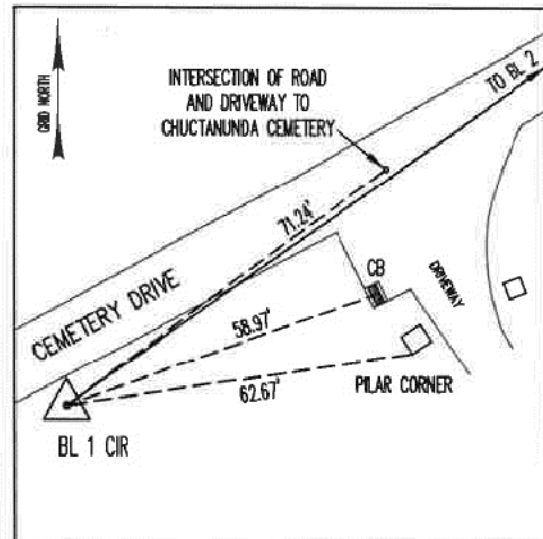 GRID NORTH
INTERSECTION OF ROAD
AND DRIVEWAY TO
CHUCTANUNDA CEMETERY
TO BL 2
71.24'
CEMETERY DRIVE
CB
DRIVEWAY
58.97'
62.67'
PILAR CORNER
BL 1 CIR